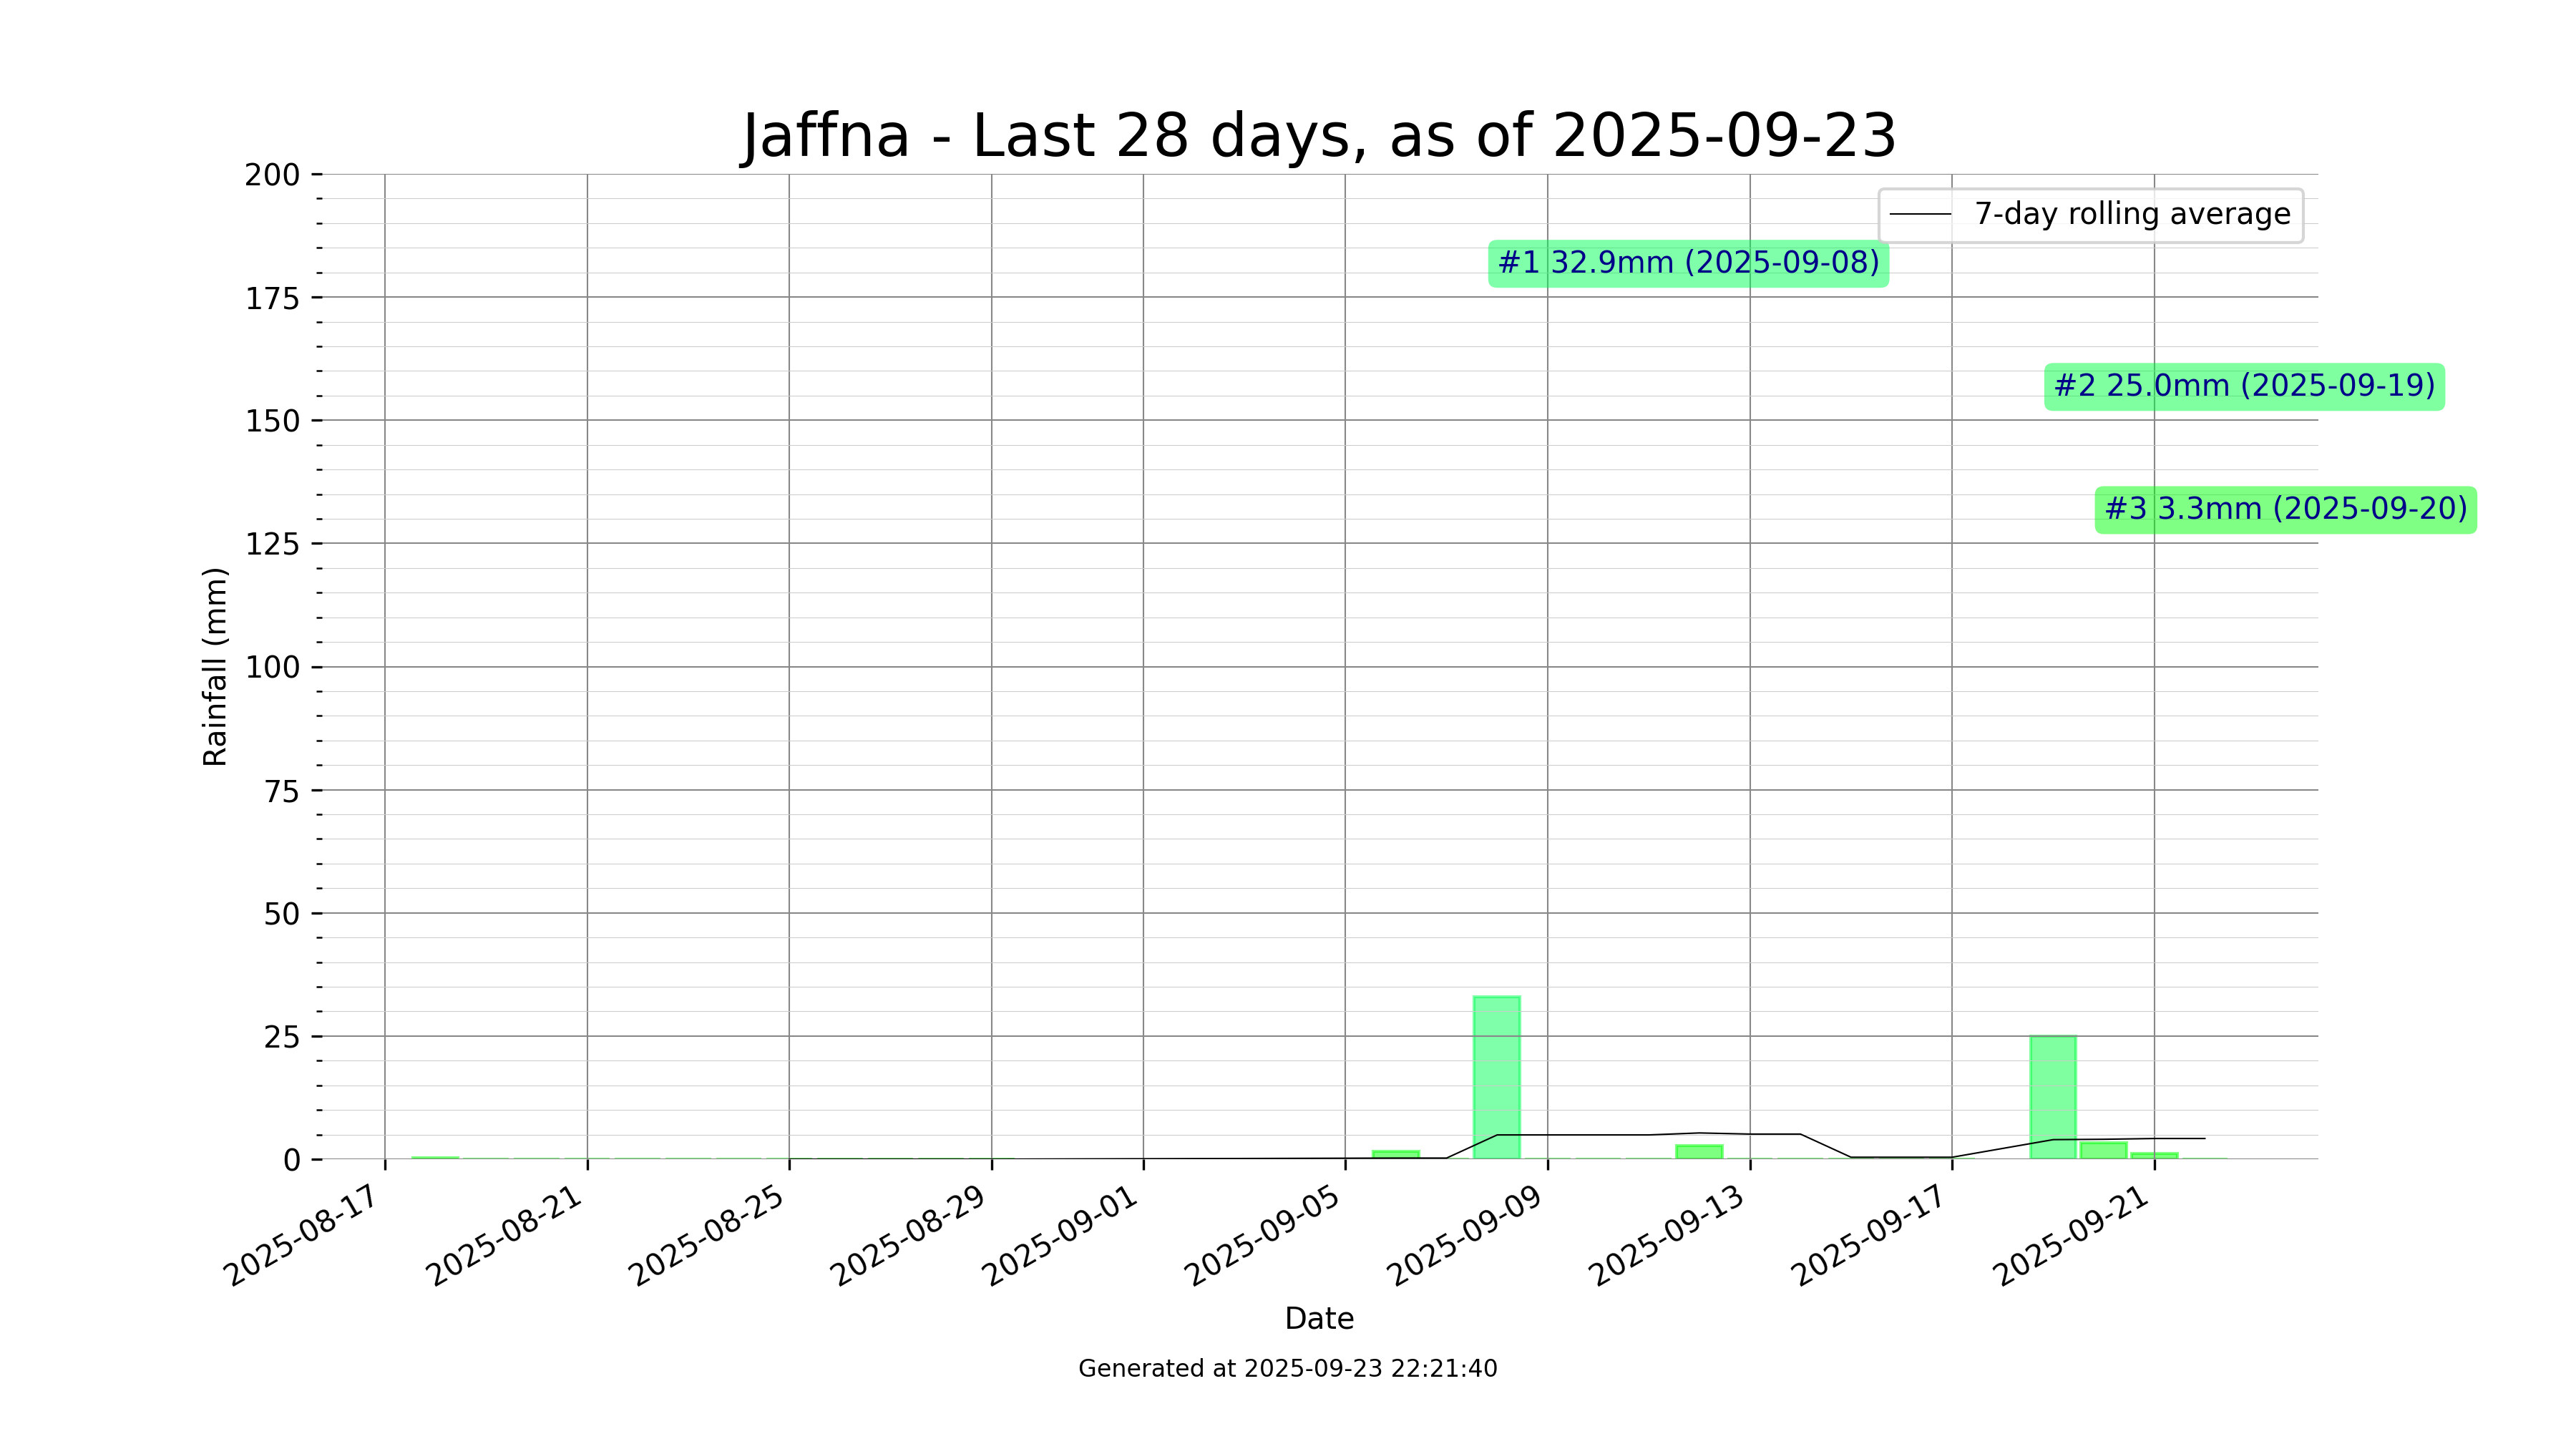 Jaffna - Last 28 days, as of 2025-09-23
7-day rolling average
#1 32.9mm (2025-09-08)
#2 25.0mm (2025-09-19)
#3 3.3mm (2025-09-20)
Rainfall (mm)
200
175
150
125
100
75
50
25
0
2025-08-17
2025-08-21
2025-08-25
2025-08-29
2025-09-01
2025-09-05
2025-09-09
2025-09-13
2025-09-17
2025-09-21
Date
Generated at 2025-09-23 22:21:40